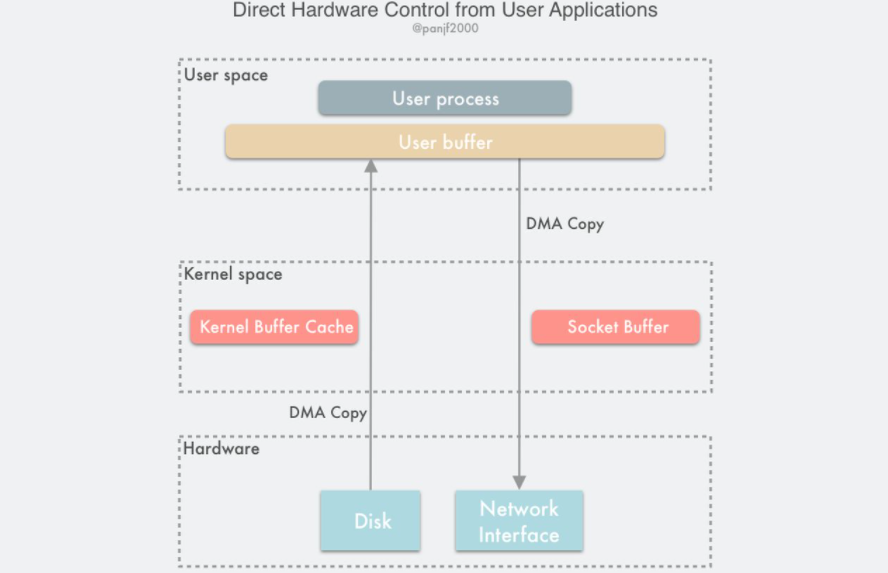 Direct Hardware Control from User Applications
@panjf2000
User space
User process
User buffer
DMA Copy
Kernel space
Kernel Buffer Cache
Socket Buffer
DMA Copy
Hardware
Disk
Network
Interface